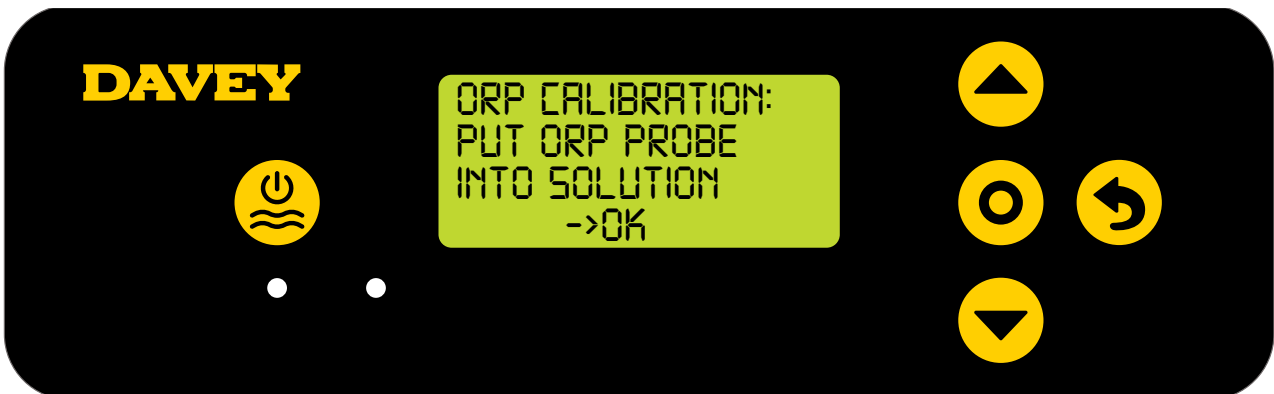 DAVEY
ORP CALIBRATION:
PUT ORP PROBE
INTO SOLUTION
->OK